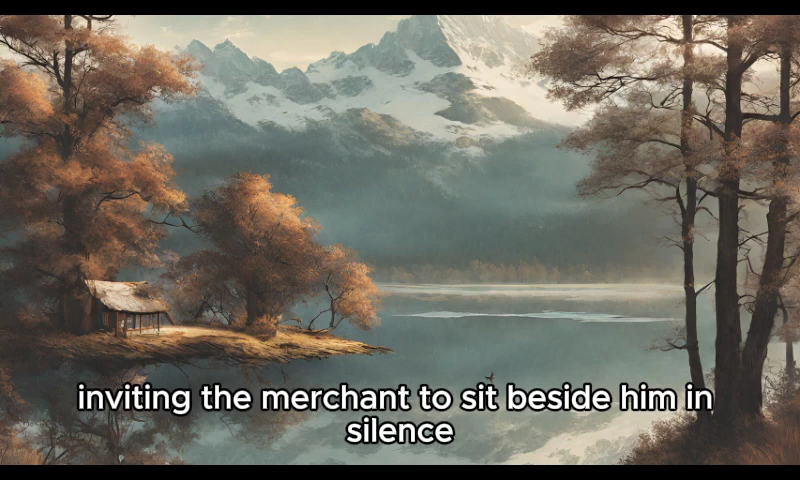 inviting the merchant to sit beside him in
silence